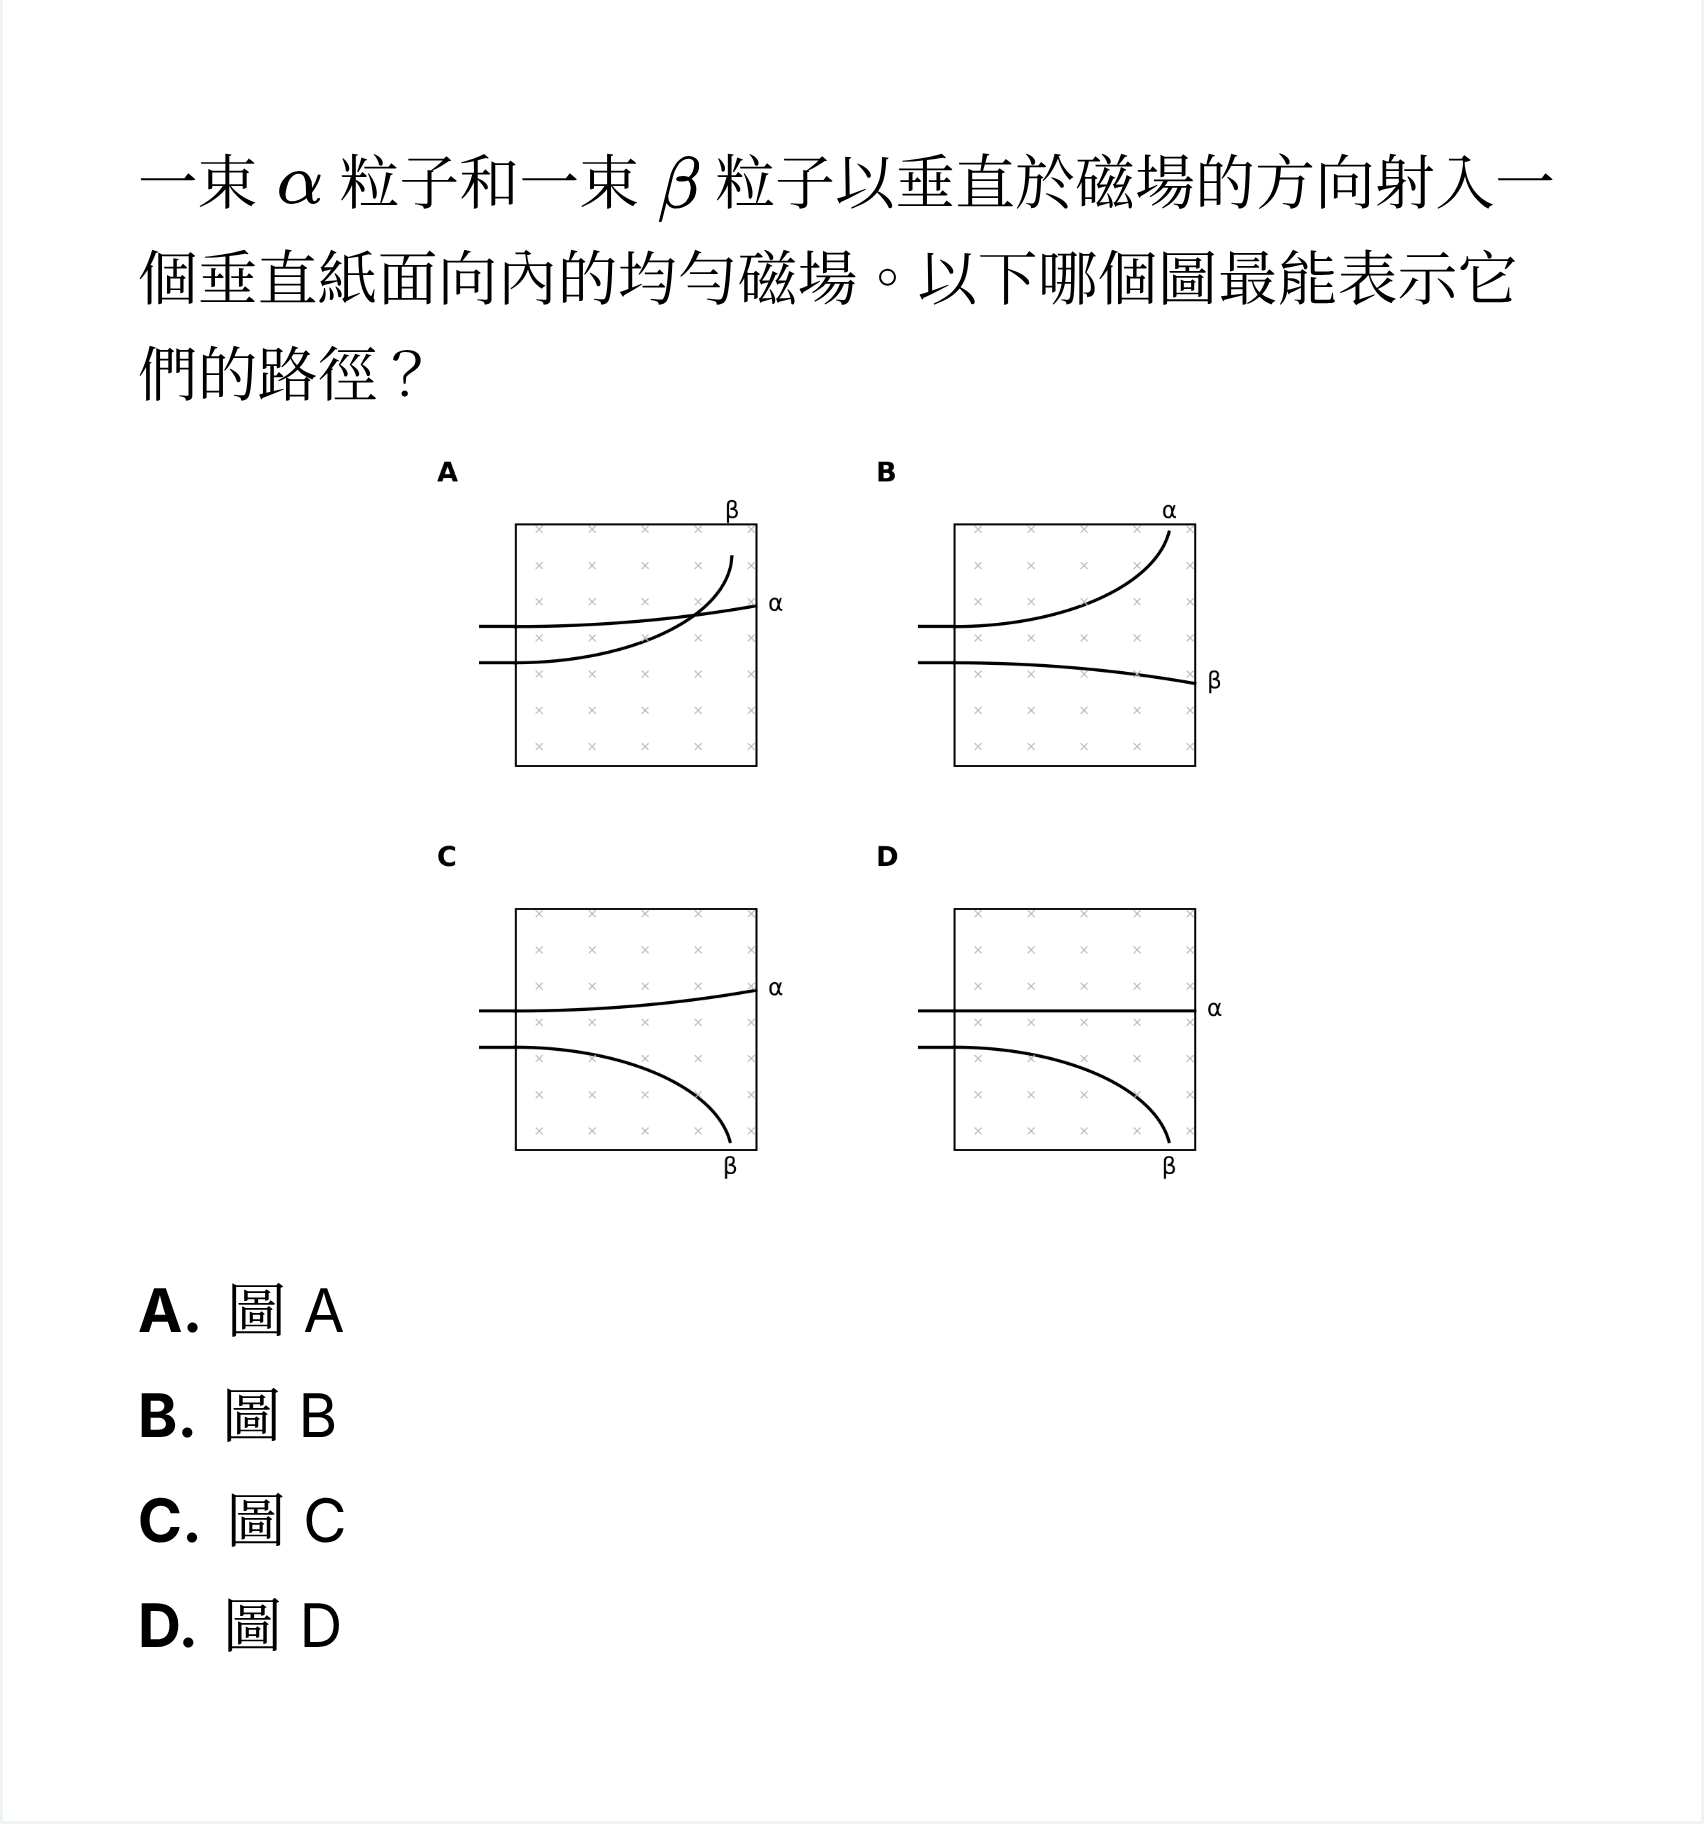 一束 α 粒子和一束 β 粒子以垂直於磁場的方向射入一
個垂直紙面向內的均勻磁場。以下哪個圖最能表示它
們的路徑？
A
B
β
α
α
β
C
D
α
α
β
β
A. 圖 A
B. 圖 B
C. 圖 C
D. 圖 D